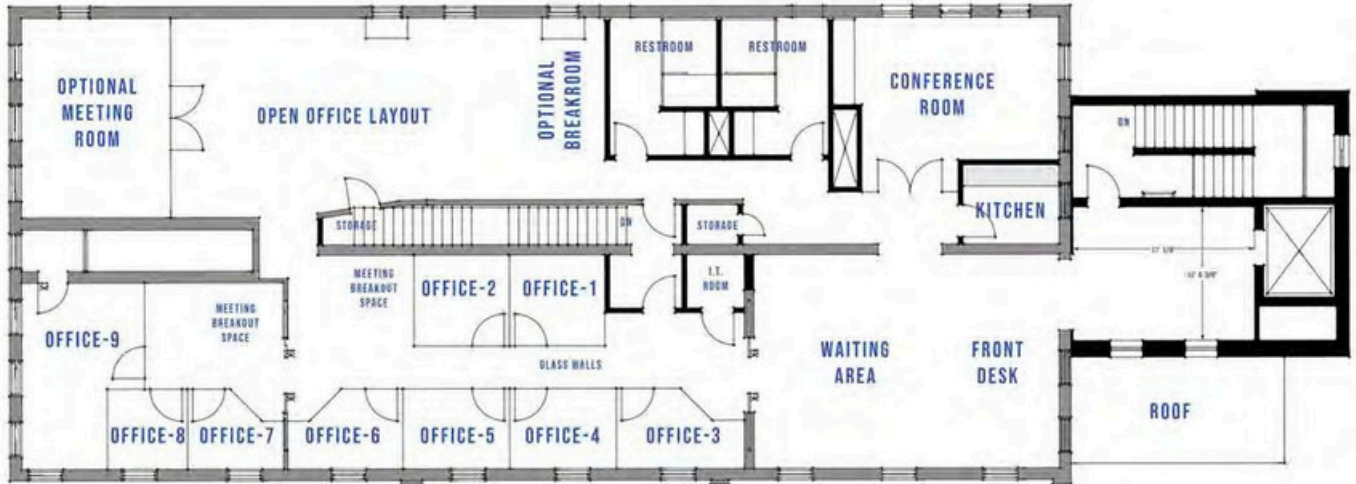 RESTROOM
RESTROOM
OPTIONAL
MEETING
ROOM
OPEN OFFICE LAYOUT
OPTIONAL
BREAKROOM
CONFERENCE
ROOM
DN
KITCHEN
STORAGE
DN
STORAGE
MEETING
BREAKOUT
SPACE
OFFICE-2
OFFICE-1
I.T.
ROOM
MEETING
BREAKOUT
SPACE
OFFICE-9
GLASS WALLS
WAITING
AREA
FRONT
DESK
ROOF
OFFICE-8
OFFICE-7
OFFICE-6
OFFICE-5
OFFICE-4
OFFICE-3